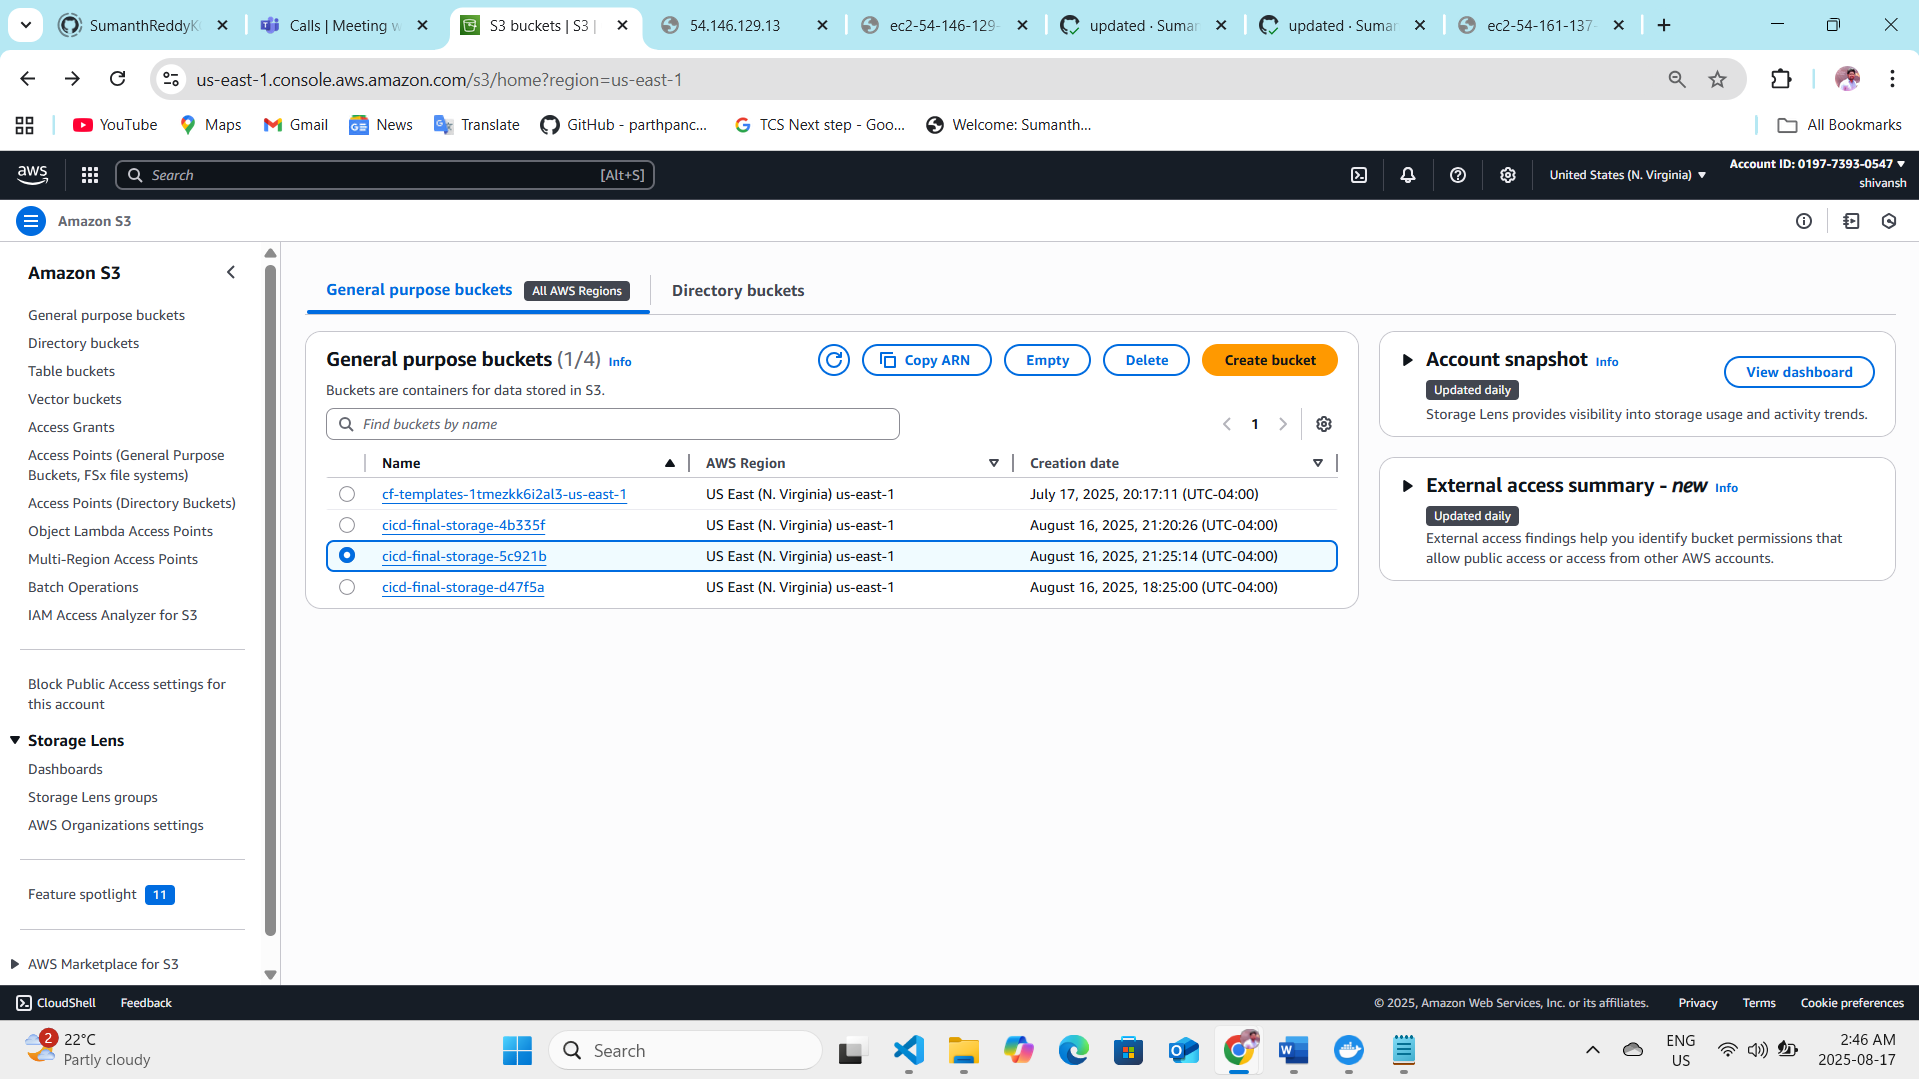 SumanthReddyK
Calls | Meeting w
S3 buckets | S3 |
54.146.129.13
ec2-54-146-129-
updated · Sumar
updated · Sumar
ec2-54-161-137-
us-east-1.console.aws.amazon.com/s3/home?region=us-east-1
YouTube
Maps
Gmail
News
Translate
GitHub - parthpanc...
TCS Next step - Goo...
Welcome: Sumanth...
All Bookmarks
aws
Search
[Alt+S]
United States (N. Virginia)
Account ID: 0197-7393-0547
shivansh
Amazon S3
Amazon S3
General purpose buckets
Directory buckets
Table buckets
Vector buckets
Access Grants
Access Points (General Purpose
Buckets, FSx file systems)
Access Points (Directory Buckets)
Object Lambda Access Points
Multi-Region Access Points
Batch Operations
IAM Access Analyzer for S3
Block Public Access settings for
this account
Storage Lens
Dashboards
Storage Lens groups
AWS Organizations settings
Feature spotlight 11
AWS Marketplace for S3
General purpose buckets All AWS Regions
Directory buckets
General purpose buckets (1/4) Info
Copy ARN
Empty
Delete
Create bucket
Buckets are containers for data stored in S3.
Find buckets by name
1
Name AWS Region Creation date
cf-templates-1tmezkk6i2al3-us-east-1 US East (N. Virginia) us-east-1 July 17, 2025, 20:17:11 (UTC-04:00)
cicd-final-storage-4b335f US East (N. Virginia) us-east-1 August 16, 2025, 21:20:26 (UTC-04:00)
cicd-final-storage-5c921b US East (N. Virginia) us-east-1 August 16, 2025, 21:25:14 (UTC-04:00)
cicd-final-storage-d47f5a US East (N. Virginia) us-east-1 August 16, 2025, 18:25:00 (UTC-04:00)
Account snapshot Info
Updated daily
View dashboard
Storage Lens provides visibility into storage usage and activity trends.
External access summary - new Info
Updated daily
External access findings help you identify bucket permissions that
allow public access or access from other AWS accounts.
CloudShell
Feedback
© 2025, Amazon Web Services, Inc. or its affiliates.
Privacy
Terms
Cookie preferences
2
22°C
Partly cloudy
Search
ENG
US
2:46 AM
2025-08-17